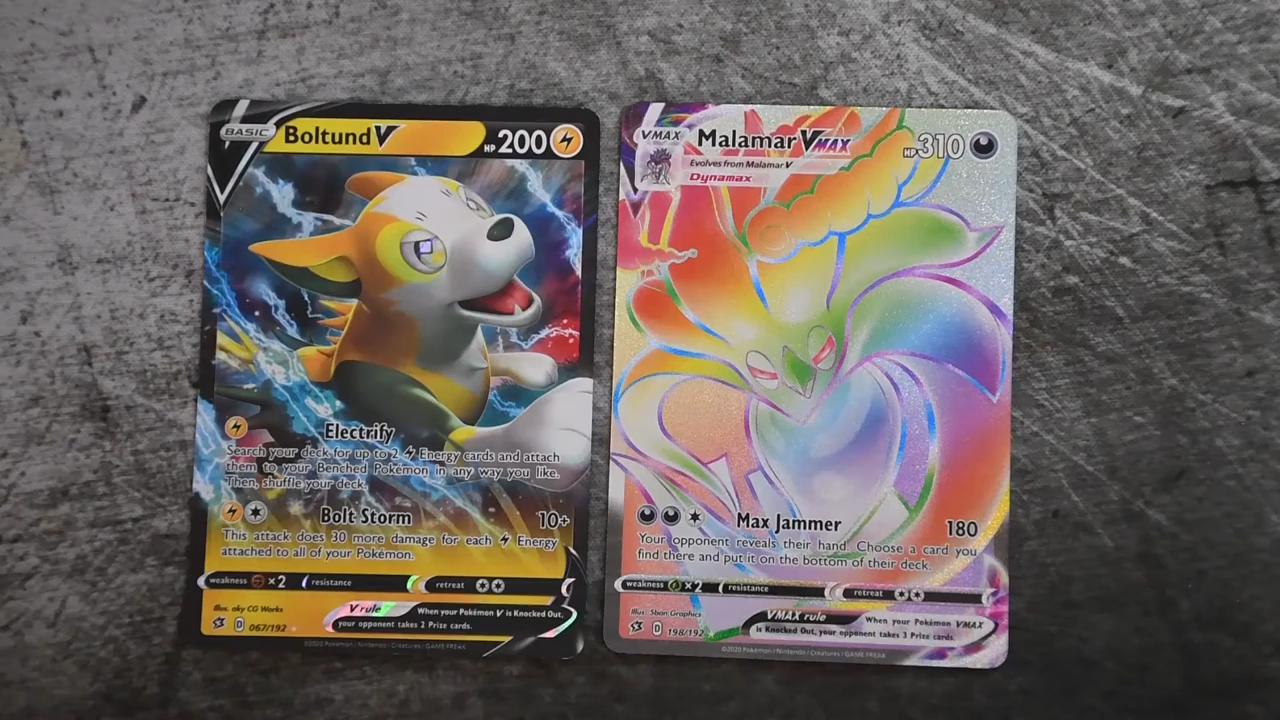 BASIC
Boltund V
HP 200
Electrify
Search your deck for up to 2 Energy cards and attach
them to your Benched Pokémon in any way you like.
Then, shuffle your deck.
Bolt Storm 10+
This attack does 30 more damage for each Energy
attached to all of your Pokémon.
weakness ×2 resistance retreat
Illus. aky CG Works
V rule
When your Pokémon V is Knocked Out,
your opponent takes 2 Prize cards.
D 067/192
©2020 Pokémon / Nintendo / Creatures / GAME FREAK
VMAX
Malamar VMAX
HP 310
Evolves from Malamar V
Dynamax
Max Jammer 180
Your opponent reveals their hand. Choose a card you
find there and put it on the bottom of their deck.
weakness ×2 resistance retreat
Illus. 5ban Graphics
VMAX rule
When your Pokémon VMAX
is Knocked Out, your opponent takes 3 Prize cards.
D 198/192
©2020 Pokémon / Nintendo / Creatures / GAME FREAK